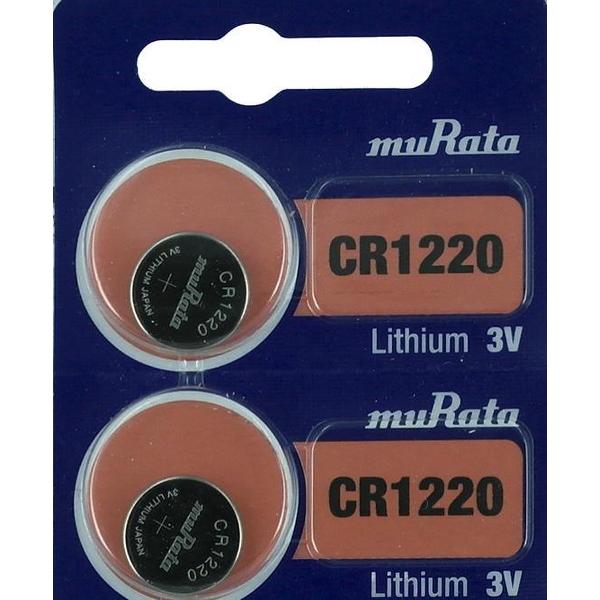 muRata
CR1220
Lithium 3V
3V LITHIUM JAPAN
+
muRata
CR1220
muRata
CR1220
Lithium 3V
3V LITHIUM JAPAN
+
muRata
CR1220